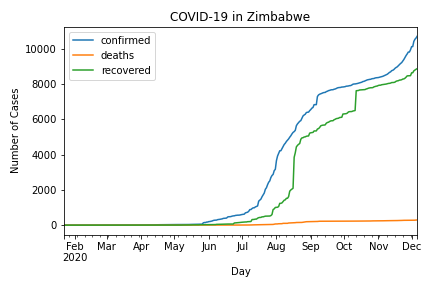 COVID-19 in Zimbabwe
confirmed
deaths
recovered
Number of Cases
10000
8000
6000
4000
2000
0
Feb Mar Apr May Jun Jul Aug Sep Oct Nov Dec
2020
Day